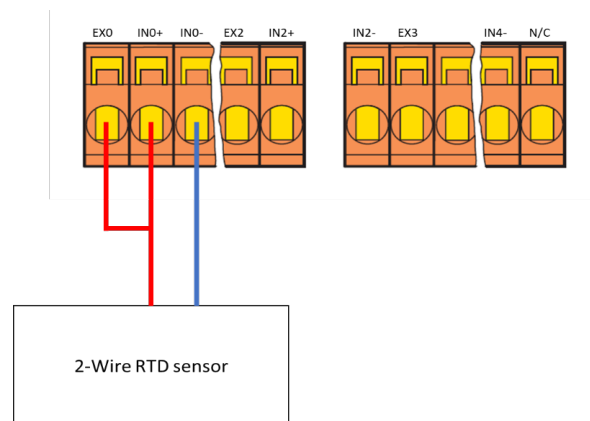 EX0 IN0+ IN0- EX2 IN2+ IN2- EX3 IN4- N/C
2-Wire RTD sensor